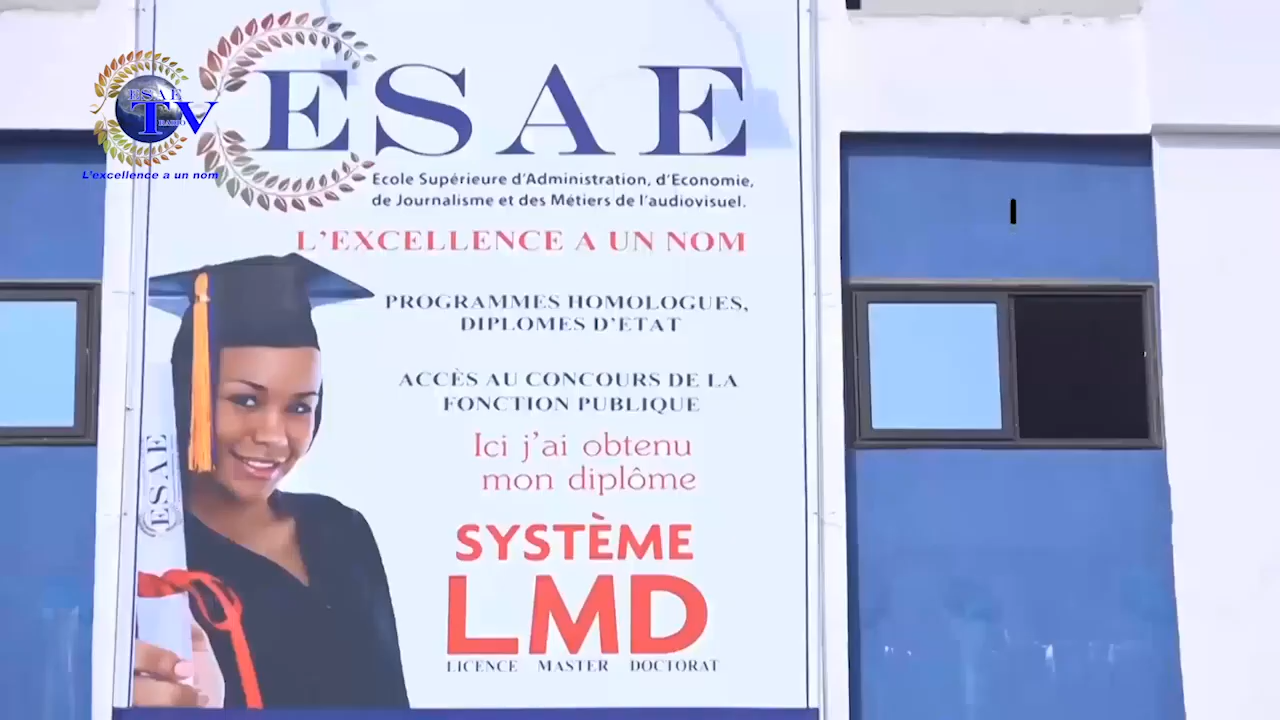 ESAE
TV
RADIO
L'excellence a un nom
ESAE
Ecole Supérieure d'Administration, d'Economie,
de Journalisme et des Métiers de l'audiovisuel.
L'EXCELLENCE A UN NOM
PROGRAMMES HOMOLOGUES,
DIPLOMES D'ETAT
ACCÈS AU CONCOURS DE LA
FONCTION PUBLIQUE
Ici j'ai obtenu
mon diplôme
ESAE
SYSTÈME
LMD
LICENCE MASTER DOCTORAT